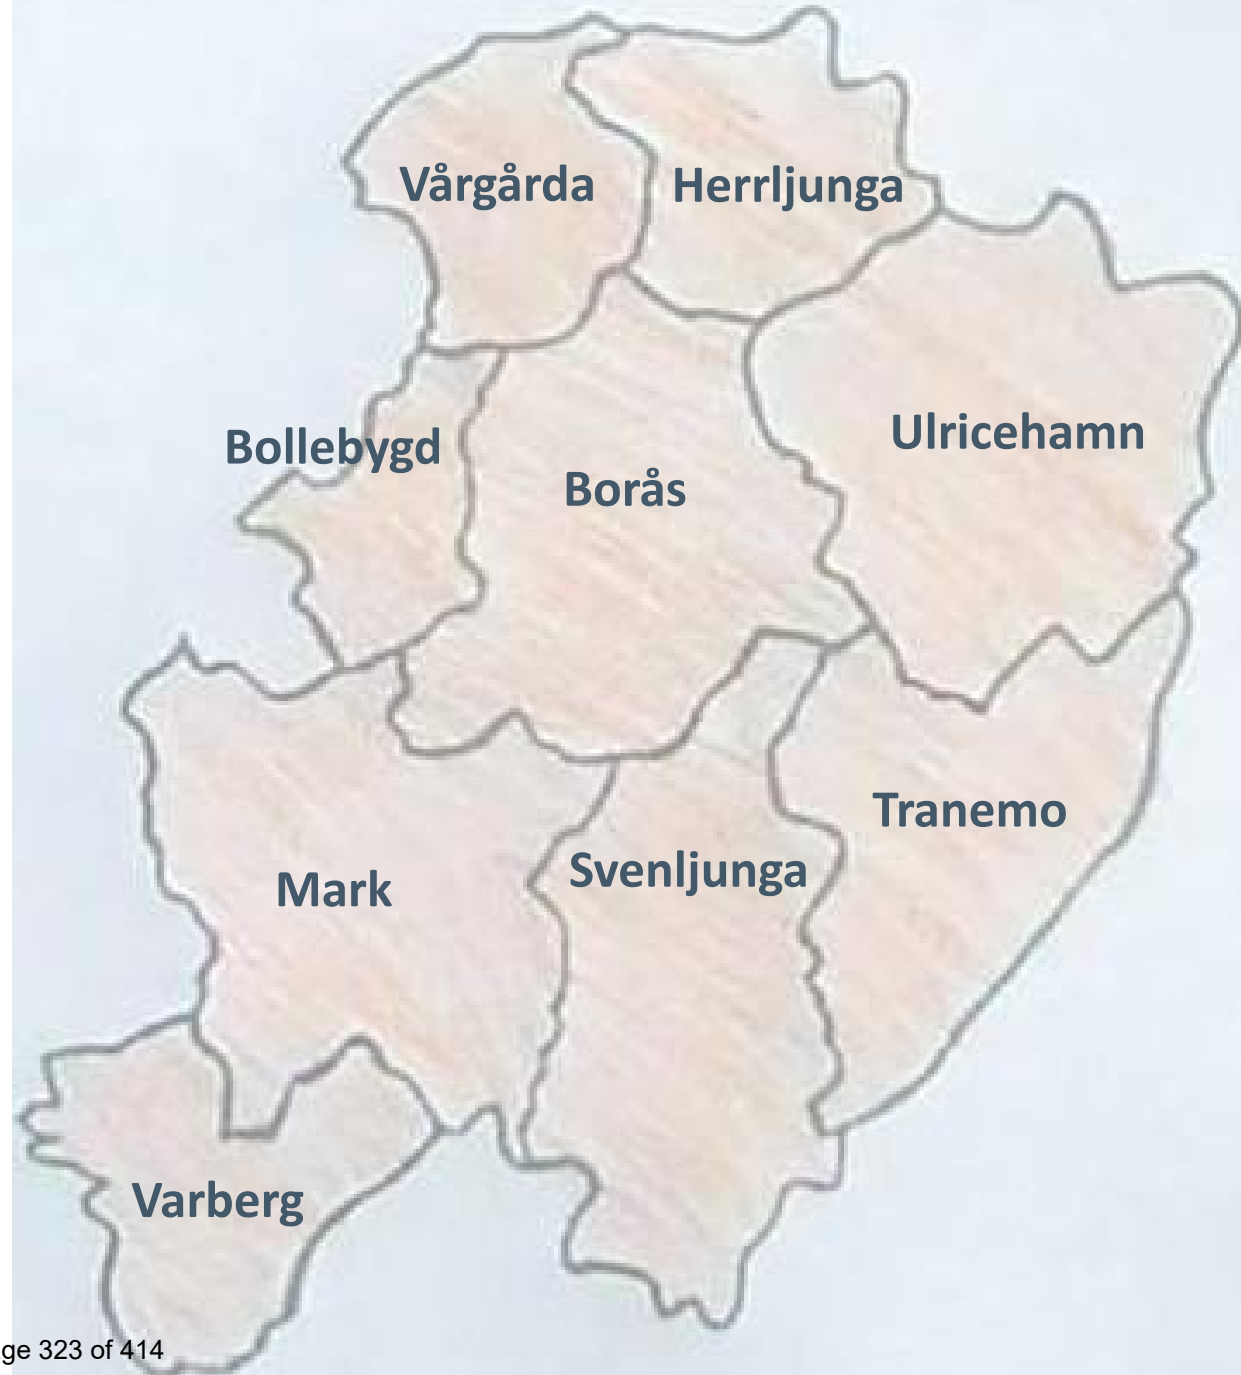 Vårgårda
Herrljunga
Ulricehamn
Bollebygd
Borås
Tranemo
Svenljunga
Mark
Varberg
ge 323 of 414